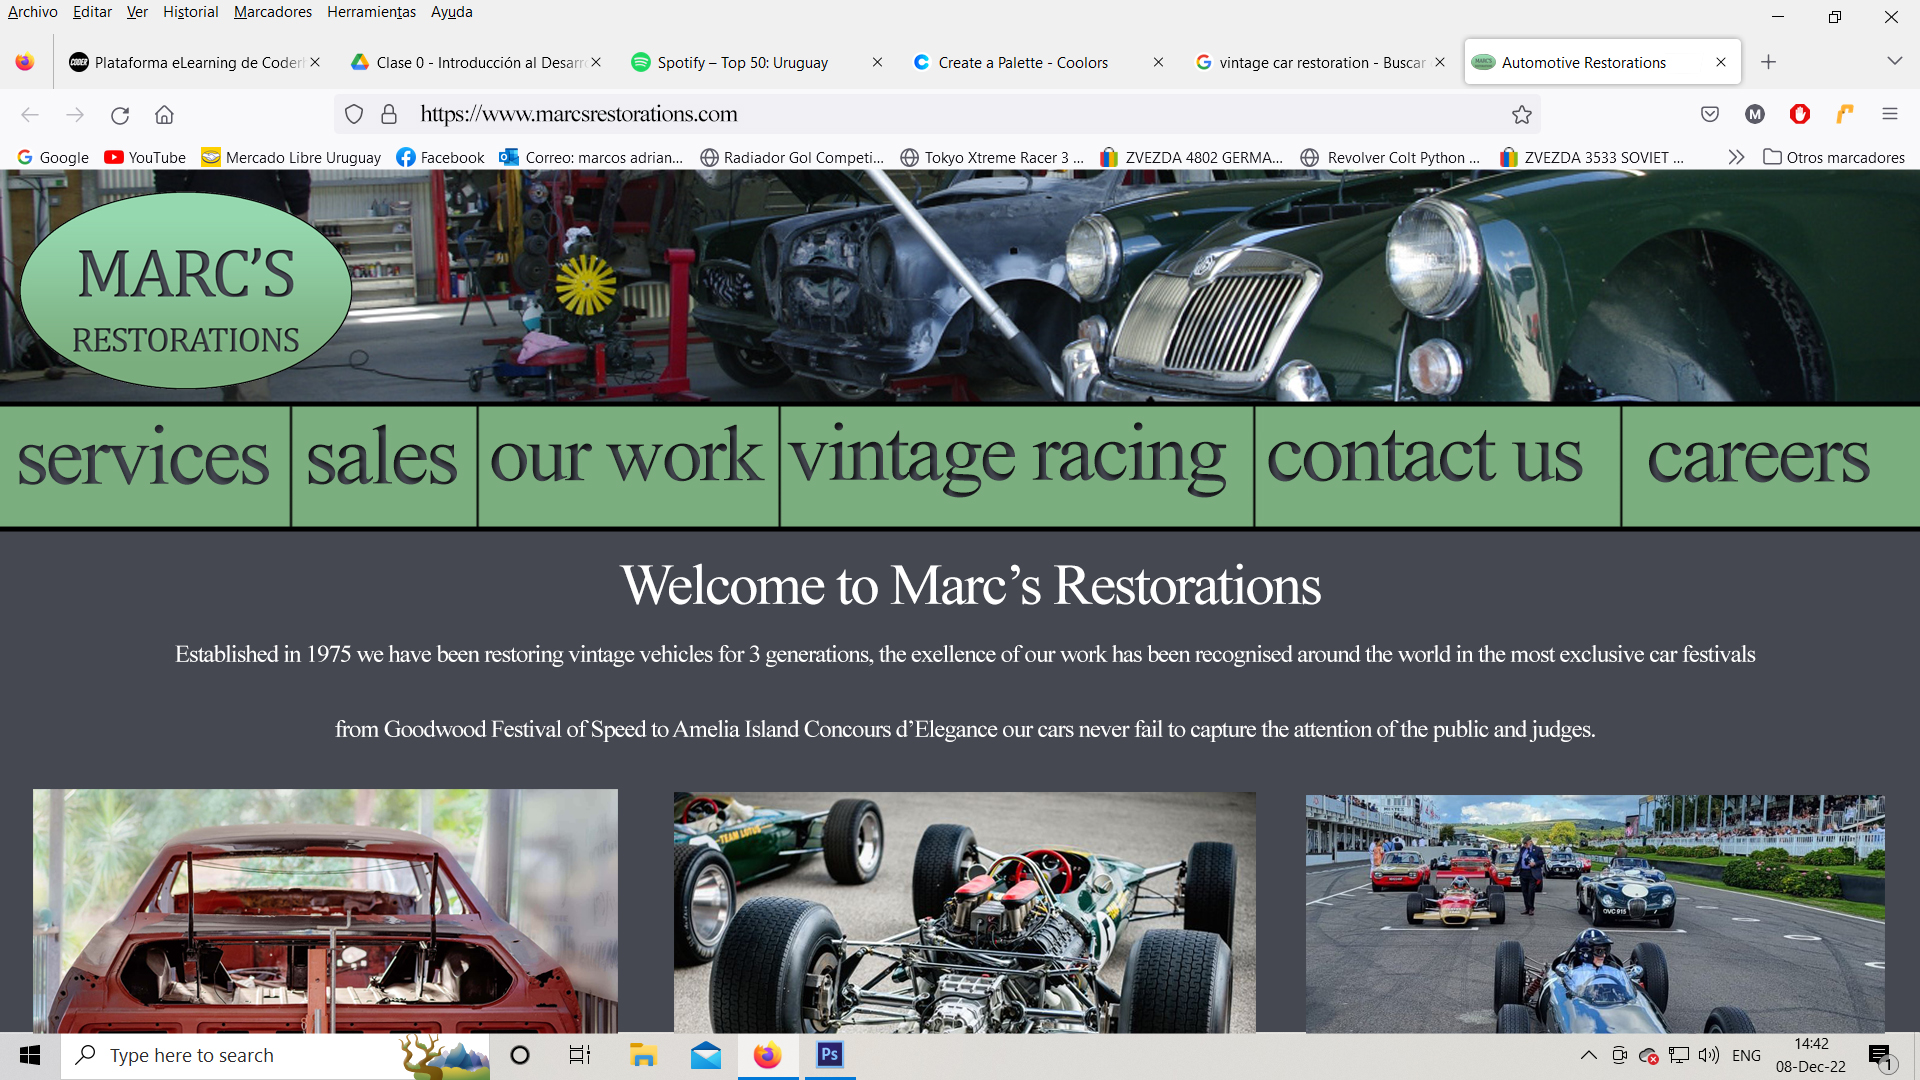 Archivo Editar Ver Historial Marcadores Herramientas Ayuda
Plataforma eLearning de Coder
Clase 0 - Introducción al Desarr
Spotify – Top 50: Uruguay
Create a Palette - Coolors
vintage car restoration - Buscar
Automotive Restorations
https://www.marcsrestorations.com
M
Google YouTube Mercado Libre Uruguay Facebook Correo: marcos adrian... Radiador Gol Competi... Tokyo Xtreme Racer 3 ... ZVEZDA 4802 GERMA... Revolver Colt Python ... ZVEZDA 3533 SOVIET ... Otros marcadores
MARC'S
RESTORATIONS
services sales our work vintage racing contact us careers
Welcome to Marc's Restorations
Established in 1975 we have been restoring vintage vehicles for 3 generations, the exellence of our work has been recognised around the world in the most exclusive car festivals
from Goodwood Festival of Speed to Amelia Island Concours d'Elegance our cars never fail to capture the attention of the public and judges.
TEAM LOTUS
OVC 915
Type here to search
Ps
ENG
14:42
08-Dec-22
1